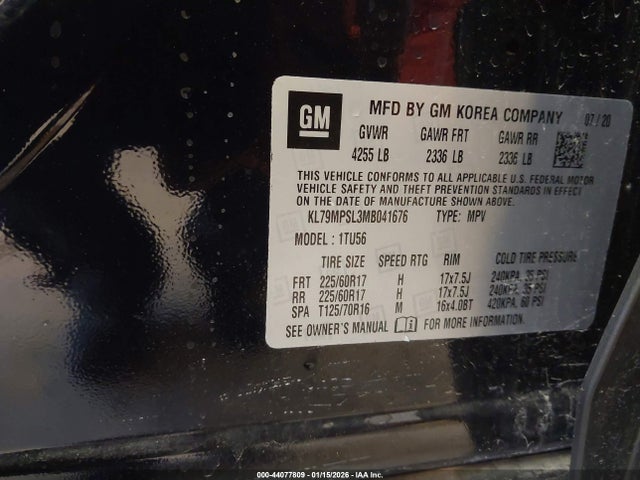 GM
MFD BY GM KOREA COMPANY 07/20
GVWR GAWR FRT GAWR RR
4255 LB 2336 LB 2336 LB
THIS VEHICLE CONFORMS TO ALL APPLICABLE U.S. FEDERAL MOTOR
VEHICLE SAFETY AND THEFT PREVENTION STANDARDS IN EFFECT
ON THE DATE OF MANUFACTURE SHOWN ABOVE.
KL79MPSL3MB041676 TYPE: MPV
MODEL: 1TU56
TIRE SIZE SPEED RTG RIM COLD TIRE PRESSURE
FRT 225/60R17 H 17x7.5J 240KPA, 35 PSI
RR 225/60R17 H 17x7.5J 240KPA, 35 PSI
SPA T125/70R16 M 16x4.0BT 420KPA, 60 PSI
SEE OWNER'S MANUAL FOR MORE INFORMATION.
000-44077809 - 01/15/2026 - IAA Inc.